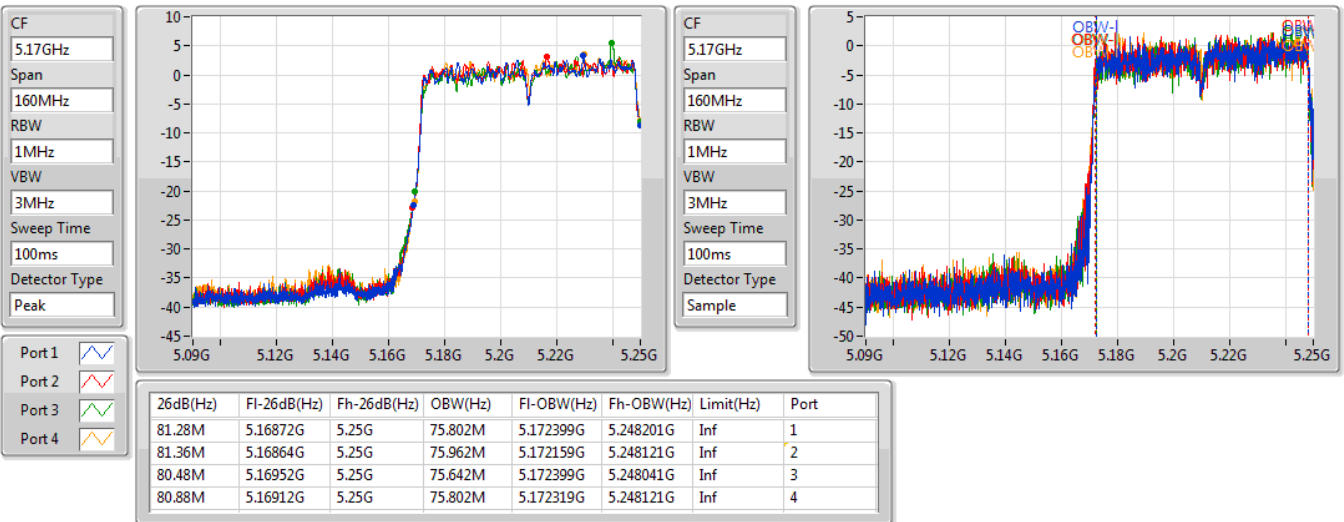 CF
5.17GHz
Span
160MHz
RBW
1MHz
VBW
3MHz
Sweep Time
100ms
Detector Type
Peak
10
5
0
-5
-10
-15
-20
-25
-30
-35
-40
-45
5.09G 5.12G 5.14G 5.16G 5.18G 5.2G 5.22G 5.25G
CF
5.17GHz
Span
160MHz
RBW
1MHz
VBW
3MHz
Sweep Time
100ms
Detector Type
Sample
5
0
-5
-10
-15
-20
-25
-30
-35
-40
-45
-50
OBW-l
5.09G 5.12G 5.14G 5.16G 5.18G 5.2G 5.22G 5.25G
Port 1
Port 2
Port 3
Port 4
26dB(Hz) Fl-26dB(Hz) Fh-26dB(Hz) OBW(Hz) Fl-OBW(Hz) Fh-OBW(Hz) Limit(Hz) Port
81.28M 5.16872G 5.25G 75.802M 5.172399G 5.248201G Inf 1
81.36M 5.16864G 5.25G 75.962M 5.172159G 5.248121G Inf 2
80.48M 5.16952G 5.25G 75.642M 5.172399G 5.248041G Inf 3
80.88M 5.16912G 5.25G 75.802M 5.172319G 5.248121G Inf 4